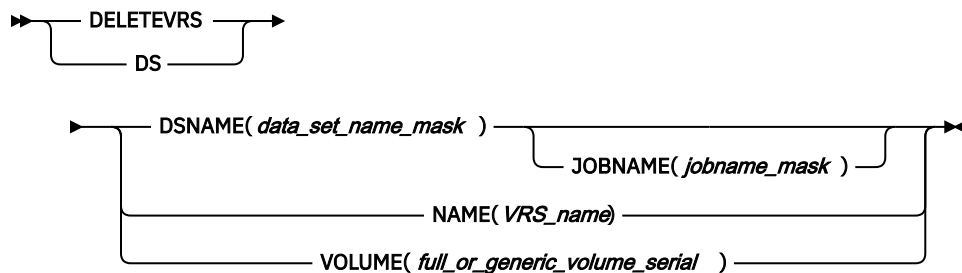 DELETEVRS
DS
DSNAME( data_set_name_mask )
JOBNAME( jobname_mask )
NAME( VRS_name)
VOLUME( full_or_generic_volume_serial )